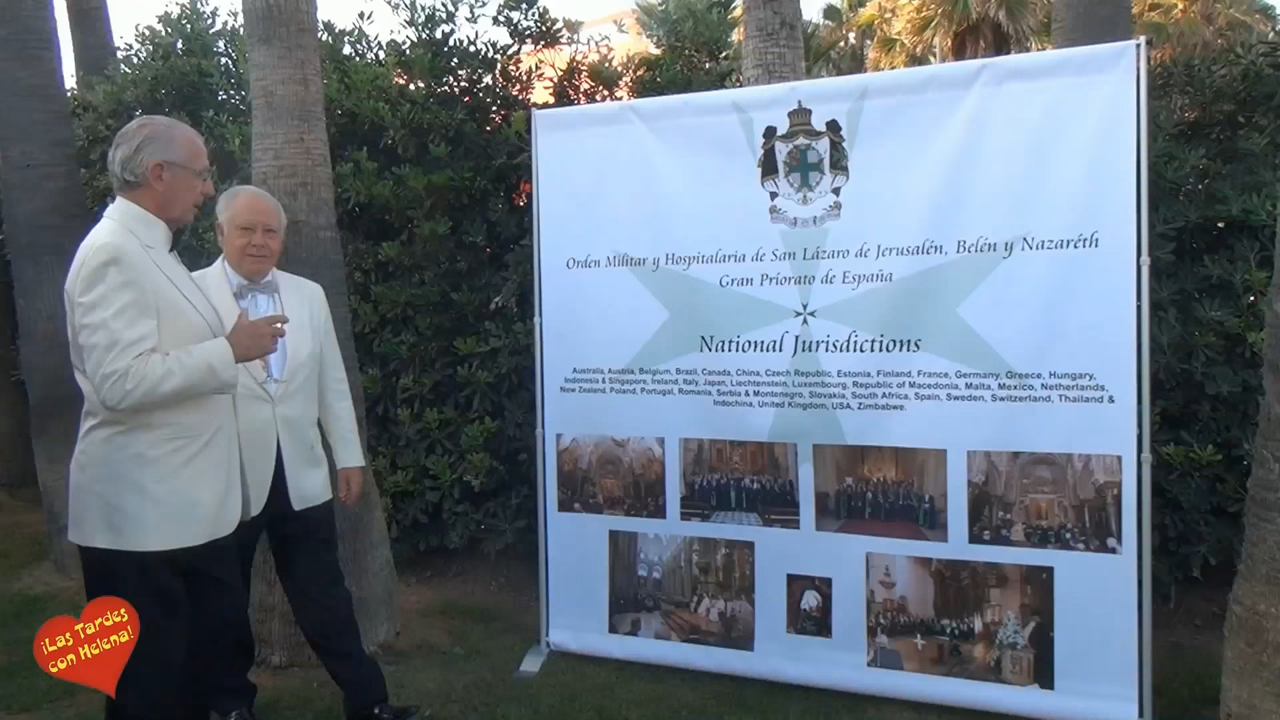 Orden Militar y Hospitalaria de San Lázaro de Jerusalén, Belén y Nazaréth
Gran Príorato de España
National Jurisdictions
Australia, Austria, Belgium, Brazil, Canada, China, Czech Republic, Estonia, Finland, France, Germany, Greece, Hungary,
Indonesia & Singapore, Ireland, Italy, Japan, Liechtenstein, Luxembourg, Republic of Macedonia, Malta, Mexico, Netherlands,
New Zealand, Poland, Portugal, Romania, Serbia & Montenegro, Slovakia, South Africa, Spain, Sweden, Switzerland, Thailand &
Indochina, United Kingdom, USA, Zimbabwe.
¡Las Tardes
con Helena!